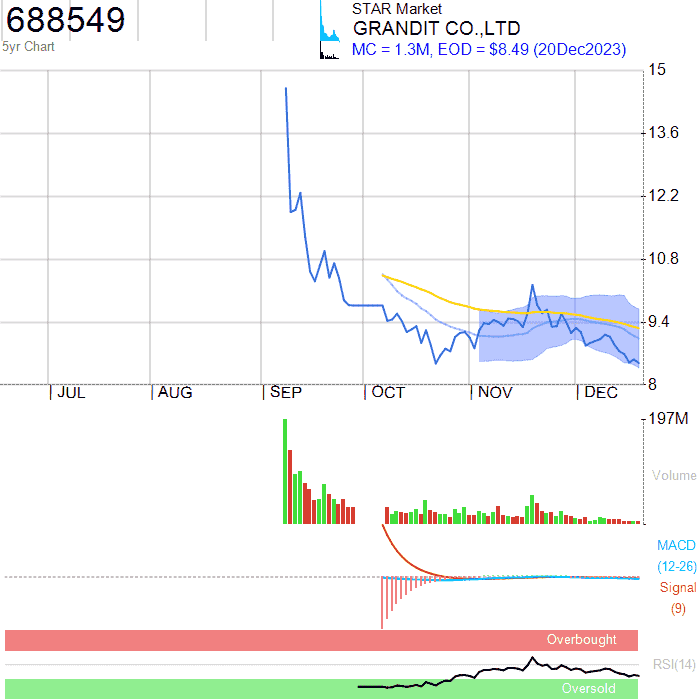 688549
5yr Chart
STAR Market
GRANDIT CO.,LTD
MC = 1.3M, EOD = $8.49 (20Dec2023)
15
13.6
12.2
10.8
9.4
8
JUL AUG SEP OCT NOV DEC
197M
Volume
MACD
(12-26)
Signal
(9)
Overbought
RSI(14)
Oversold